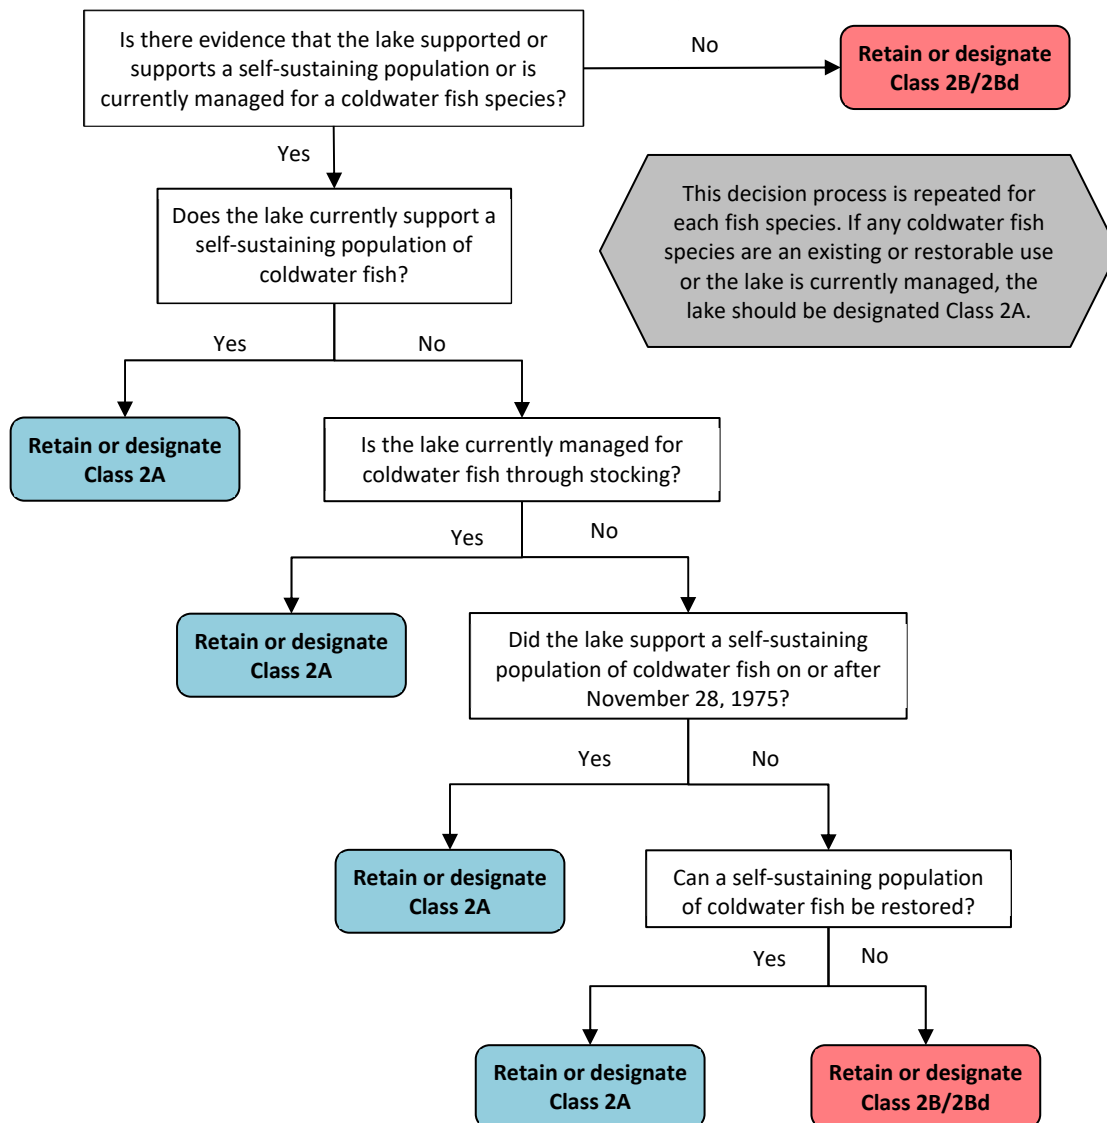 Is there evidence that the lake supported or
supports a self-sustaining population or is
currently managed for a coldwater fish species?
No
Retain or designate
Class 2B/2Bd
Yes
This decision process is repeated for
each fish species. If any coldwater fish
species are an existing or restorable use
or the lake is currently managed, the
lake should be designated Class 2A.
Does the lake currently support a
self-sustaining population of
coldwater fish?
Yes
No
Retain or designate
Class 2A
Is the lake currently managed for
coldwater fish through stocking?
Yes
No
Retain or designate
Class 2A
Did the lake support a self-sustaining
population of coldwater fish on or after
November 28, 1975?
Yes
No
Retain or designate
Class 2A
Can a self-sustaining population
of coldwater fish be restored?
Yes
No
Retain or designate
Class 2A
Retain or designate
Class 2B/2Bd